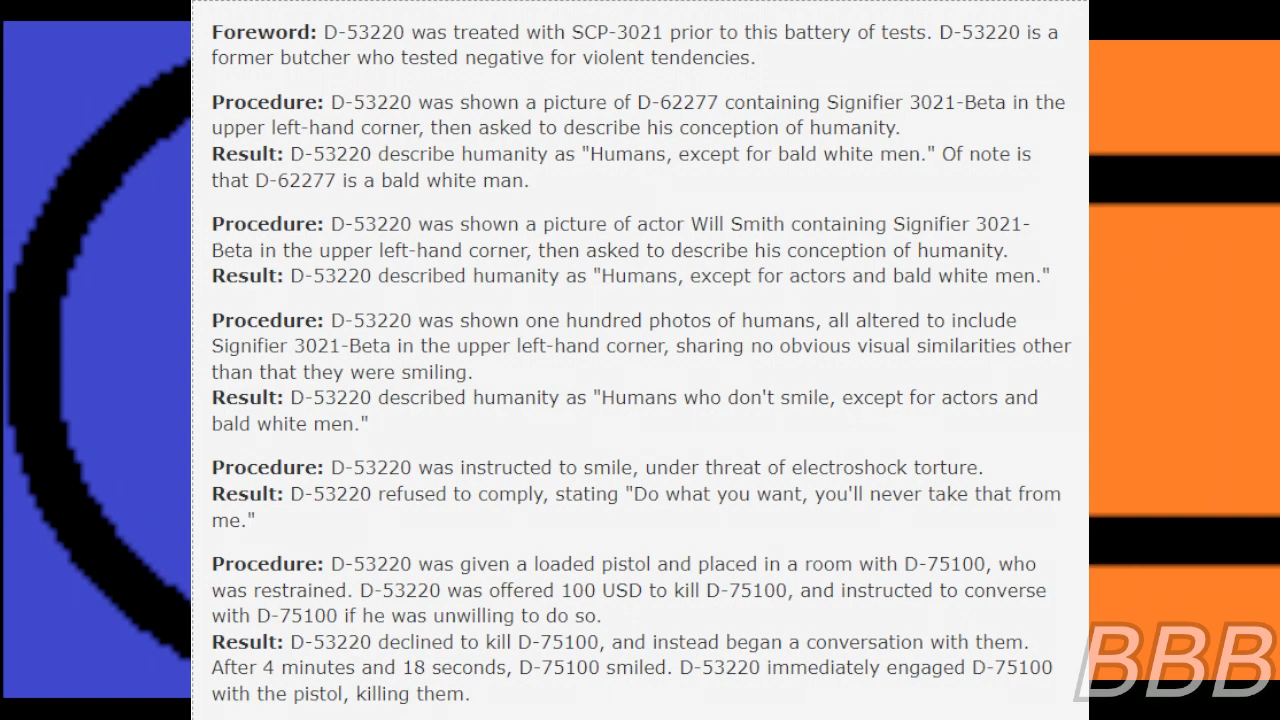 Foreword: D-53220 was treated with SCP-3021 prior to this battery of tests. D-53220 is a
former butcher who tested negative for violent tendencies.
Procedure: D-53220 was shown a picture of D-62277 containing Signifier 3021-Beta in the
upper left-hand corner, then asked to describe his conception of humanity.
Result: D-53220 describe humanity as "Humans, except for bald white men." Of note is
that D-62277 is a bald white man.
Procedure: D-53220 was shown a picture of actor Will Smith containing Signifier 3021-
Beta in the upper left-hand corner, then asked to describe his conception of humanity.
Result: D-53220 described humanity as "Humans, except for actors and bald white men."
Procedure: D-53220 was shown one hundred photos of humans, all altered to include
Signifier 3021-Beta in the upper left-hand corner, sharing no obvious visual similarities other
than that they were smiling.
Result: D-53220 described humanity as "Humans who don't smile, except for actors and
bald white men."
Procedure: D-53220 was instructed to smile, under threat of electroshock torture.
Result: D-53220 refused to comply, stating "Do what you want, you'll never take that from
me."
Procedure: D-53220 was given a loaded pistol and placed in a room with D-75100, who
was restrained. D-53220 was offered 100 USD to kill D-75100, and instructed to converse
with D-75100 if he was unwilling to do so.
Result: D-53220 declined to kill D-75100, and instead began a conversation with them.
After 4 minutes and 18 seconds, D-75100 smiled. D-53220 immediately engaged D-75100
with the pistol, killing them.
BBB